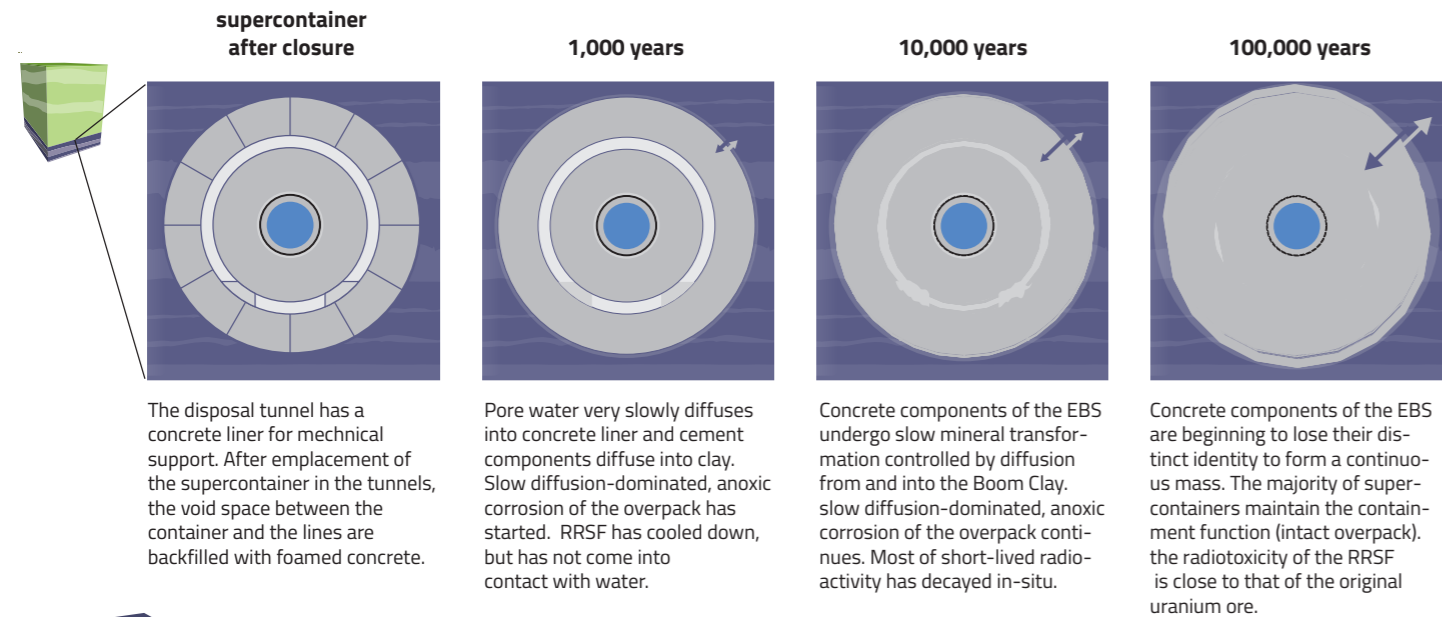 supercontainer
after closure
1,000 years
10,000 years
100,000 years
The disposal tunnel has a
concrete liner for mechnical
support. After emplacement of
the supercontainer in the tunnels,
the void space between the
container and the lines are
backfilled with foamed concrete.
Pore water very slowly diffuses
into concrete liner and cement
components diffuse into clay.
Slow diffusion-dominated, anoxic
corrosion of the overpack has
started. RRSF has cooled down,
but has not come into
contact with water.
Concrete components of the EBS
undergo slow mineral transfor-
mation controlled by diffusion
from and into the Boom Clay.
slow diffusion-dominated, anoxic
corrosion of the overpack conti-
nues. Most of short-lived radio-
activity has decayed in-situ.
Concrete components of the EBS
are beginning to lose their dis-
tinct identity to form a continuo-
us mass. The majority of super-
containers maintain the contain-
ment function (intact overpack).
the radiotoxicity of the RRSF
is close to that of the original
uranium ore.